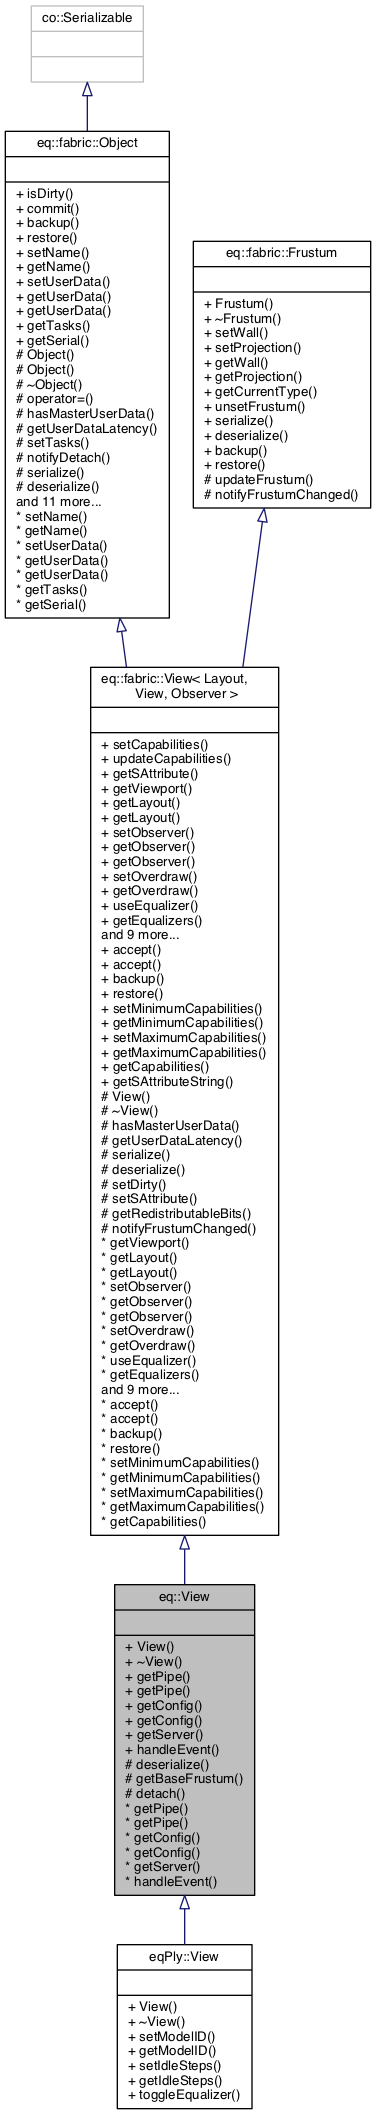 co::Serializable
eq::fabric::Object
+ isDirty()
+ commit()
+ backup()
+ restore()
+ setName()
+ getName()
+ setUserData()
+ getUserData()
+ getUserData()
+ getTasks()
+ getSerial()
# Object()
# Object()
# ~Object()
# operator=()
# hasMasterUserData()
# getUserDataLatency()
# setTasks()
# notifyDetach()
# serialize()
# deserialize()
and 11 more...
* setName()
* getName()
* setUserData()
* getUserData()
* getUserData()
* getTasks()
* getSerial()
eq::fabric::Frustum
+ Frustum()
+ ~Frustum()
+ setWall()
+ setProjection()
+ getWall()
+ getProjection()
+ getCurrentType()
+ unsetFrustum()
+ serialize()
+ deserialize()
+ backup()
+ restore()
# updateFrustum()
# notifyFrustumChanged()
eq::fabric::View< Layout,
View, Observer >
+ setCapabilities()
+ updateCapabilities()
+ getSAttribute()
+ getViewport()
+ getLayout()
+ getLayout()
+ setObserver()
+ getObserver()
+ getObserver()
+ setOverdraw()
+ getOverdraw()
+ useEqualizer()
+ getEqualizers()
and 9 more...
+ accept()
+ accept()
+ backup()
+ restore()
+ setMinimumCapabilities()
+ getMinimumCapabilities()
+ setMaximumCapabilities()
+ getMaximumCapabilities()
+ getCapabilities()
+ getSAttributeString()
# View()
# ~View()
# hasMasterUserData()
# getUserDataLatency()
# serialize()
# deserialize()
# setDirty()
# setSAttribute()
# getRedistributableBits()
# notifyFrustumChanged()
* getViewport()
* getLayout()
* getLayout()
* setObserver()
* getObserver()
* getObserver()
* setOverdraw()
* getOverdraw()
* useEqualizer()
* getEqualizers()
and 9 more...
* accept()
* accept()
* backup()
* restore()
* setMinimumCapabilities()
* getMinimumCapabilities()
* setMaximumCapabilities()
* getMaximumCapabilities()
* getCapabilities()
eq::View
+ View()
+ ~View()
+ getPipe()
+ getPipe()
+ getConfig()
+ getConfig()
+ getServer()
+ handleEvent()
# deserialize()
# getBaseFrustum()
# detach()
* getPipe()
* getPipe()
* getConfig()
* getConfig()
* getServer()
* handleEvent()
eqPly::View
+ View()
+ ~View()
+ setModelID()
+ getModelID()
+ setIdleSteps()
+ getIdleSteps()
+ toggleEqualizer()